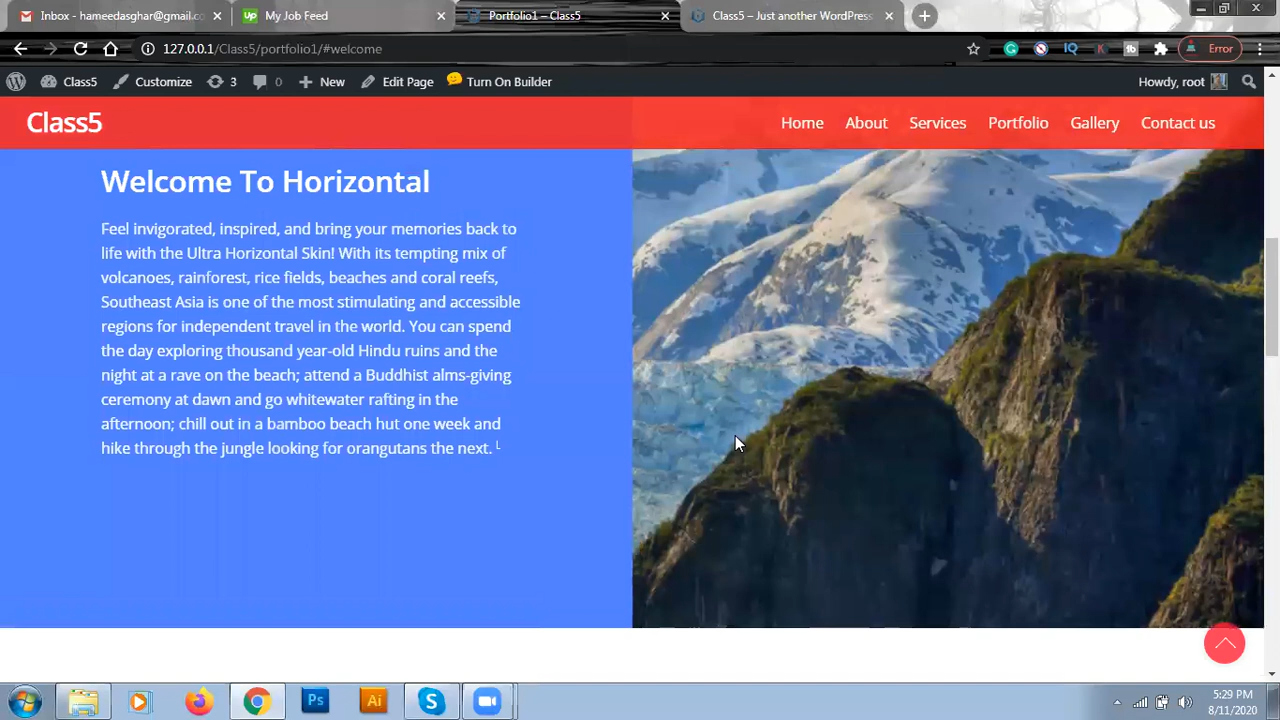 Inbox - hameedasghar@gmail.co
My Job Feed
Portfolio1 – Class5
Class5 – Just another WordPress
127.0.0.1/Class5/portfolio1/#welcome
Error
Class5
Customize
3
0
New
Edit Page
Turn On Builder
Howdy, root
Class5
Home
About
Services
Portfolio
Gallery
Contact us
Welcome To Horizontal
Feel invigorated, inspired, and bring your memories back to
life with the Ultra Horizontal Skin! With its tempting mix of
volcanoes, rainforest, rice fields, beaches and coral reefs,
Southeast Asia is one of the most stimulating and accessible
regions for independent travel in the world. You can spend
the day exploring thousand year-old Hindu ruins and the
night at a rave on the beach; attend a Buddhist alms-giving
ceremony at dawn and go whitewater rafting in the
afternoon; chill out in a bamboo beach hut one week and
hike through the jungle looking for orangutans the next. └
Ps
Ai
5:29 PM
8/11/2020